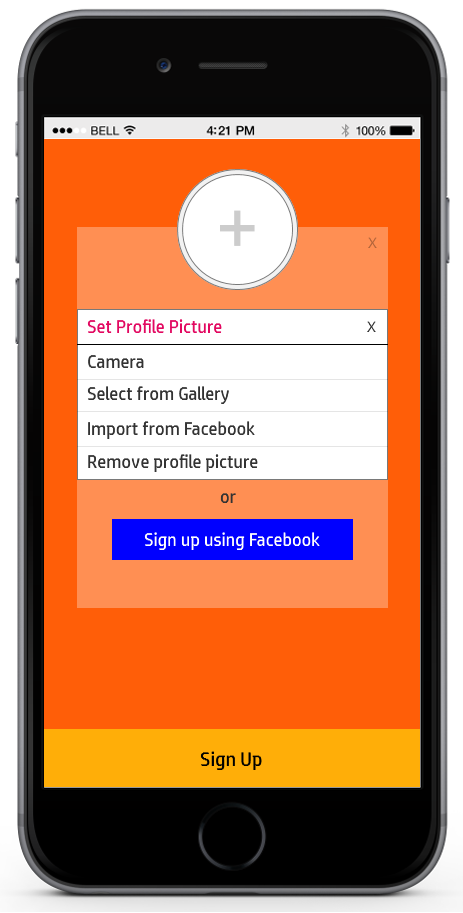 BELL 4:21 PM 100%
+
X
Set Profile Picture X
Camera
Select from Gallery
Import from Facebook
Remove profile picture
or
Sign up using Facebook
Sign Up